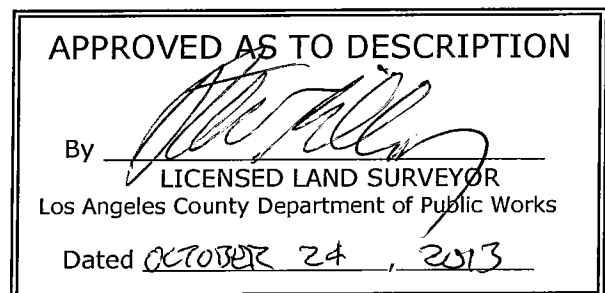 APPROVED AS TO DESCRIPTION
By
LICENSED LAND SURVEYOR
Los Angeles County Department of Public Works
Dated OCTOBER 24, 2013